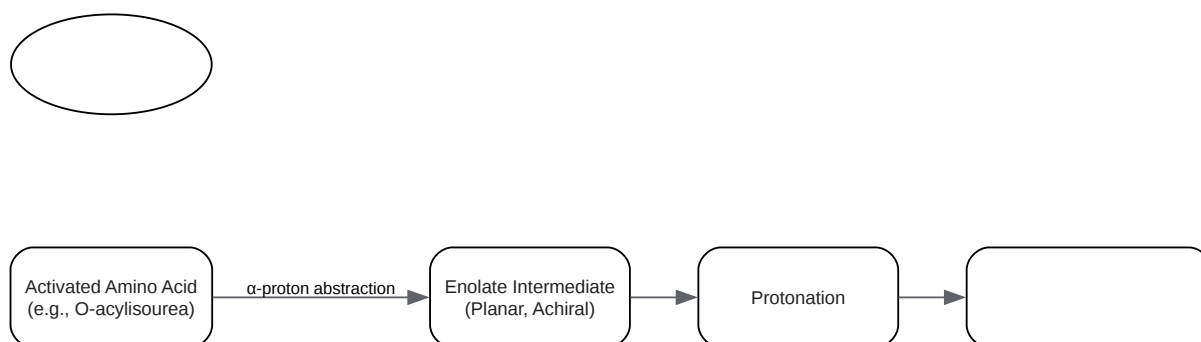 Activated Amino Acid
(e.g., O-acylisourea)
α-proton abstraction
Enolate Intermediate
(Planar, Achiral)
Protonation